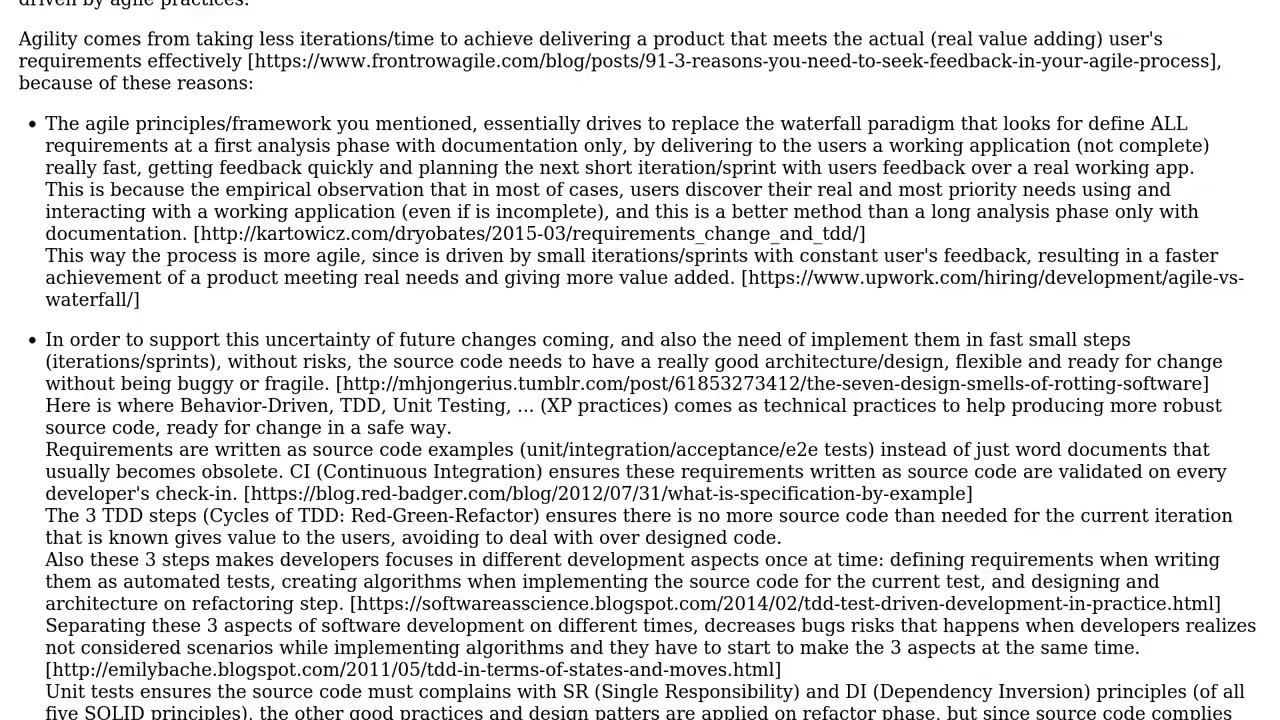 driven by agile practices.
Agility comes from taking less iterations/time to achieve delivering a product that meets the actual (real value adding) user's
requirements effectively [https://www.frontrowagile.com/blog/posts/91-3-reasons-you-need-to-seek-feedback-in-your-agile-process],
because of these reasons:
• The agile principles/framework you mentioned, essentially drives to replace the waterfall paradigm that looks for define ALL
requirements at a first analysis phase with documentation only, by delivering to the users a working application (not complete)
really fast, getting feedback quickly and planning the next short iteration/sprint with users feedback over a real working app.
This is because the empirical observation that in most of cases, users discover their real and most priority needs using and
interacting with a working application (even if is incomplete), and this is a better method than a long analysis phase only with
documentation. [http://kartowicz.com/dryobates/2015-03/requirements_change_and_tdd/]
This way the process is more agile, since is driven by small iterations/sprints with constant user's feedback, resulting in a faster
achievement of a product meeting real needs and giving more value added. [https://www.upwork.com/hiring/development/agile-vs-
waterfall/]
• In order to support this uncertainty of future changes coming, and also the need of implement them in fast small steps
(iterations/sprints), without risks, the source code needs to have a really good architecture/design, flexible and ready for change
without being buggy or fragile. [http://mhjongerius.tumblr.com/post/61853273412/the-seven-design-smells-of-rotting-software]
Here is where Behavior-Driven, TDD, Unit Testing, ... (XP practices) comes as technical practices to help producing more robust
source code, ready for change in a safe way.
Requirements are written as source code examples (unit/integration/acceptance/e2e tests) instead of just word documents that
usually becomes obsolete. CI (Continuous Integration) ensures these requirements written as source code are validated on every
developer's check-in. [https://blog.red-badger.com/blog/2012/07/31/what-is-specification-by-example]
The 3 TDD steps (Cycles of TDD: Red-Green-Refactor) ensures there is no more source code than needed for the current iteration
that is known gives value to the users, avoiding to deal with over designed code.
Also these 3 steps makes developers focuses in different development aspects once at time: defining requirements when writing
them as automated tests, creating algorithms when implementing the source code for the current test, and designing and
architecture on refactoring step. [https://softwareasscience.blogspot.com/2014/02/tdd-test-driven-development-in-practice.html]
Separating these 3 aspects of software development on different times, decreases bugs risks that happens when developers realizes
not considered scenarios while implementing algorithms and they have to start to make the 3 aspects at the same time.
[http://emilybache.blogspot.com/2011/05/tdd-in-terms-of-states-and-moves.html]
Unit tests ensures the source code must complains with SR (Single Responsibility) and DI (Dependency Inversion) principles (of all
five SOLID principles), the other good practices and design patters are applied on refactor phase, but since source code complies